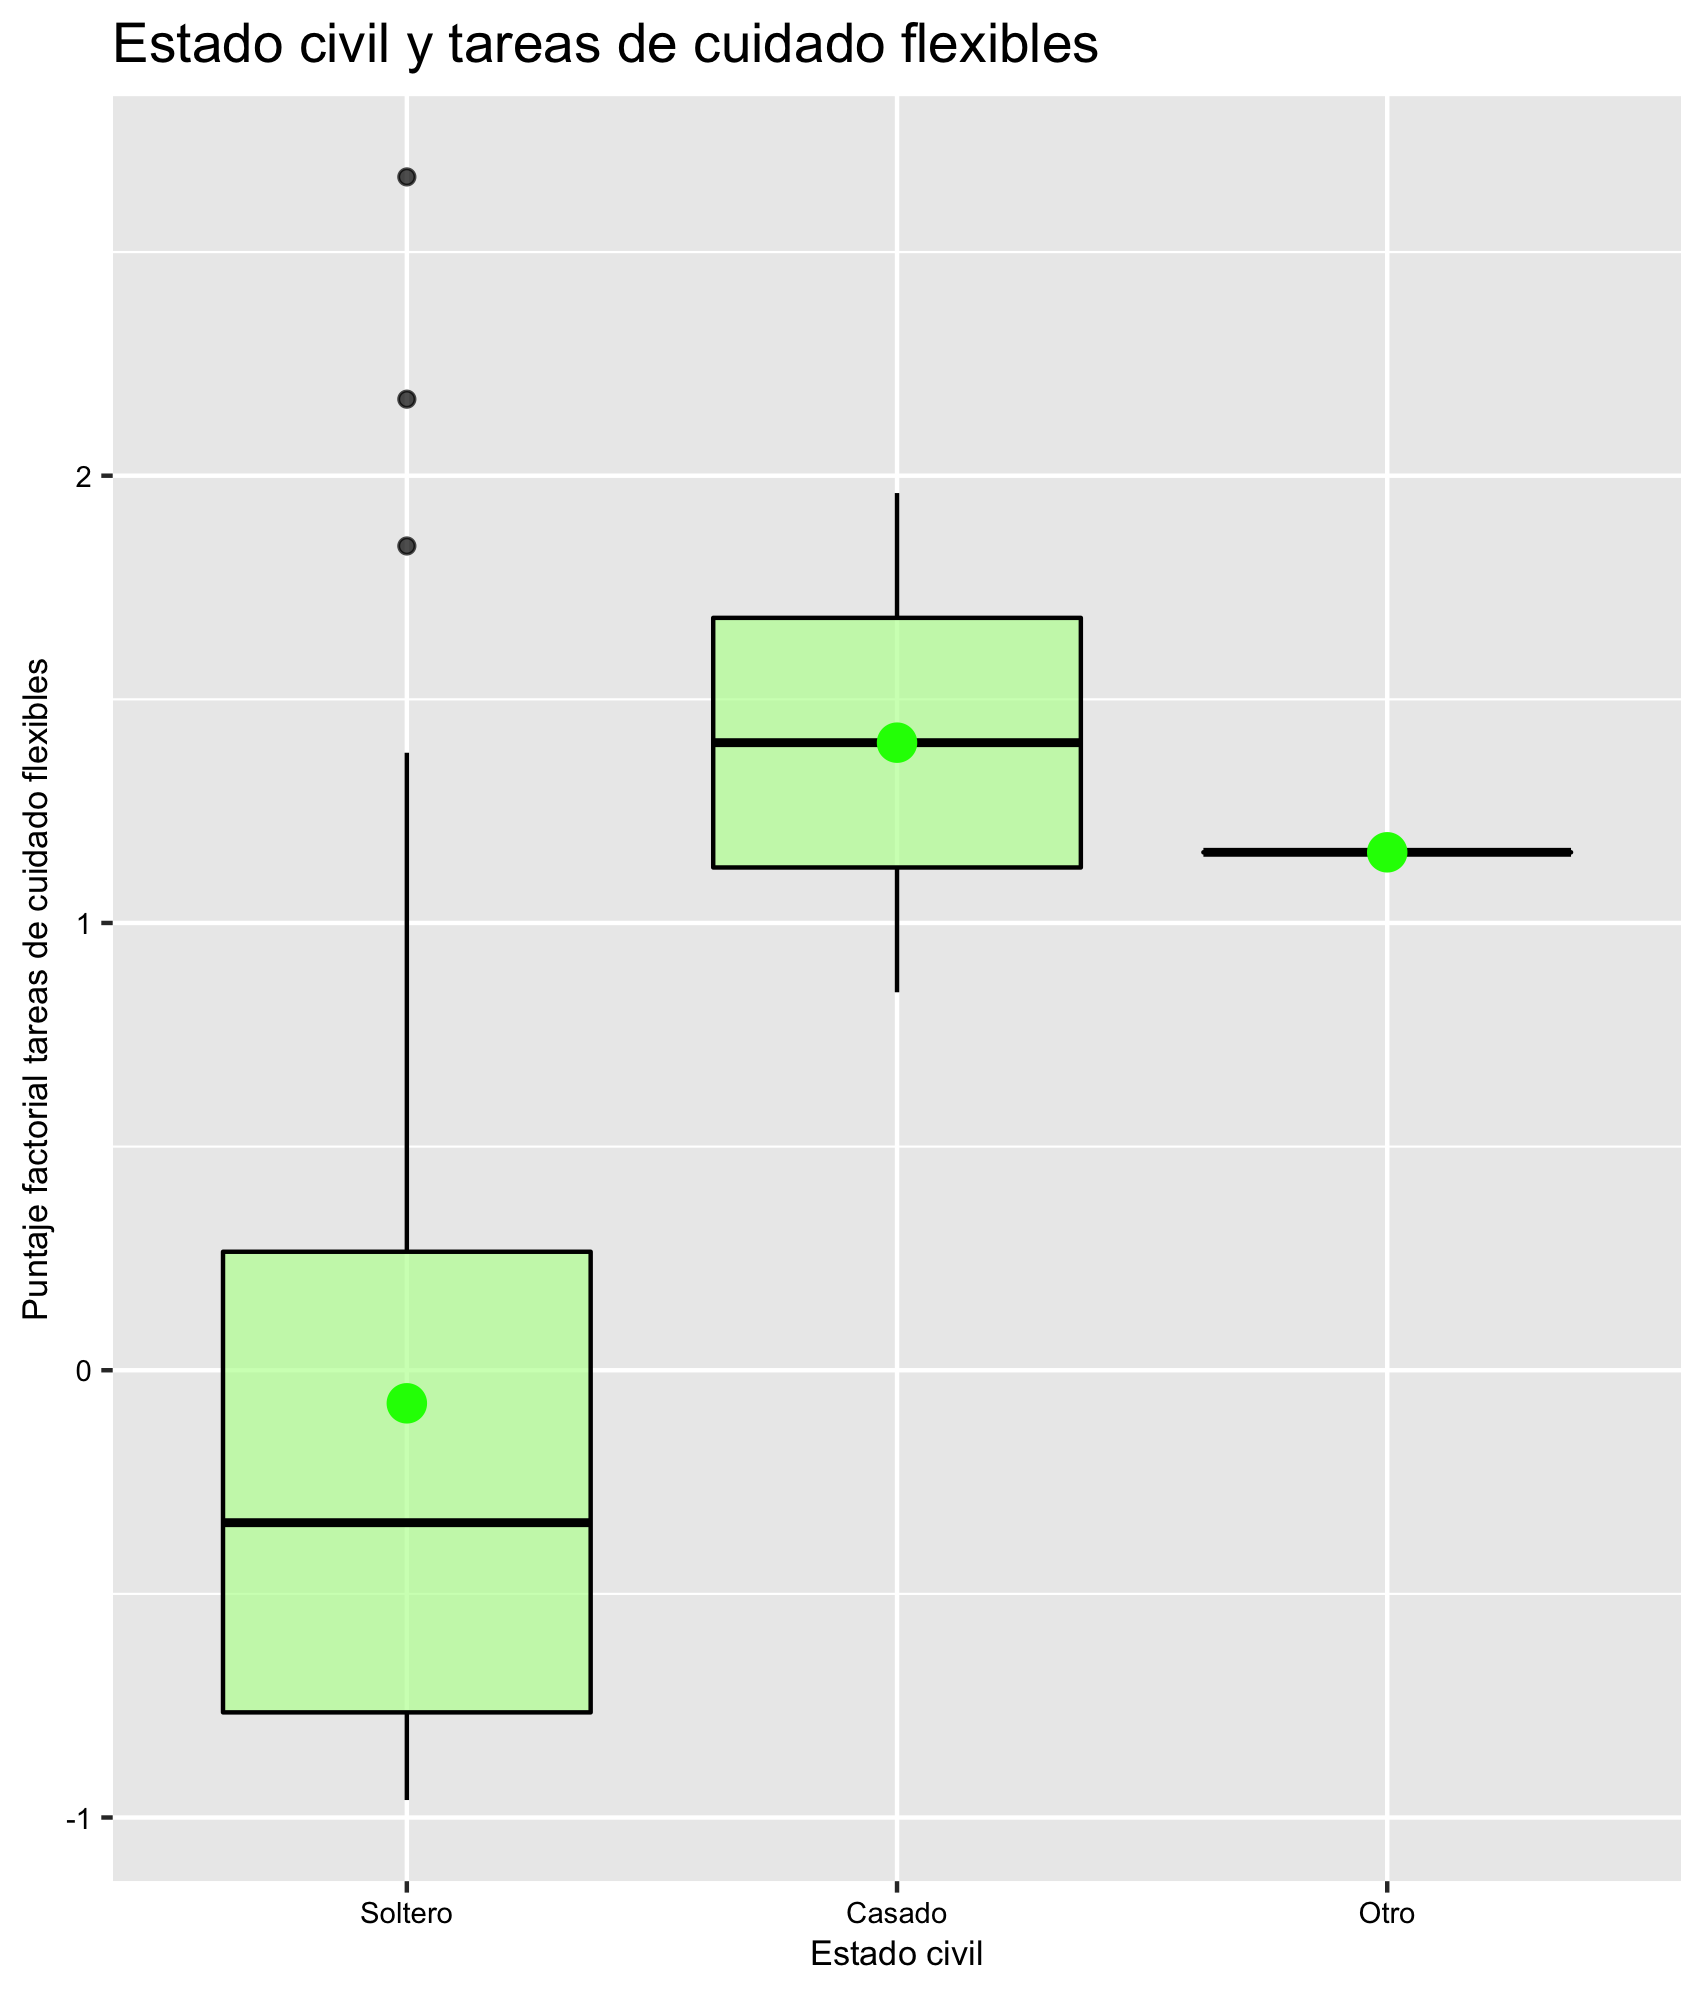 Estado civil y tareas de cuidado flexibles
Puntaje factorial tareas de cuidado flexibles
2
1
0
-1
Soltero
Casado
Otro
Estado civil